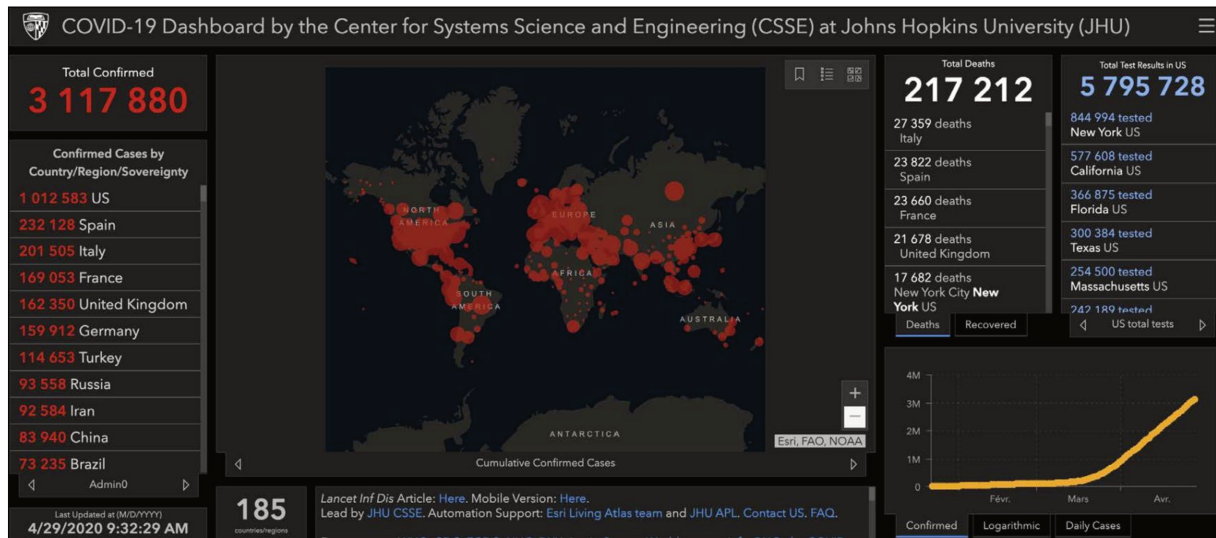 COVID-19 Dashboard by the Center for Systems Science and Engineering (CSSE) at Johns Hopkins University (JHU)
Total Confirmed
3 117 880
Confirmed Cases by
Country/Region/Sovereignty
1 012 583 US
232 128 Spain
201 505 Italy
169 053 France
162 350 United Kingdom
159 912 Germany
114 653 Turkey
93 558 Russia
92 584 Iran
83 940 China
73 235 Brazil
Admin0
Last Updated at (M/D/YYYY)
4/29/2020 9:32:29 AM
NORTH
AMERICA
EUROPE
ASIA
AFRICA
SOUTH
AMERICA
AUSTRALIA
ANTARCTICA
+
−
Esri, FAO, NOAA
Cumulative Confirmed Cases
185
countries/regions
Lancet Inf Dis Article: Here. Mobile Version: Here.
Lead by JHU CSSE. Automation Support: Esri Living Atlas team and JHU APL. Contact US. FAQ.
Total Deaths
217 212
27 359 deaths
Italy
23 822 deaths
Spain
23 660 deaths
France
21 678 deaths
United Kingdom
17 682 deaths
New York City New
York US
Deaths
Recovered
Total Test Results in US
5 795 728
844 994 tested
New York US
577 608 tested
California US
366 875 tested
Florida US
300 384 tested
Texas US
254 500 tested
Massachusetts US
242 189 tested
US total tests
4M
3M
2M
1M
0
Févr.
Mars
Avr.
Confirmed
Logarithmic
Daily Cases